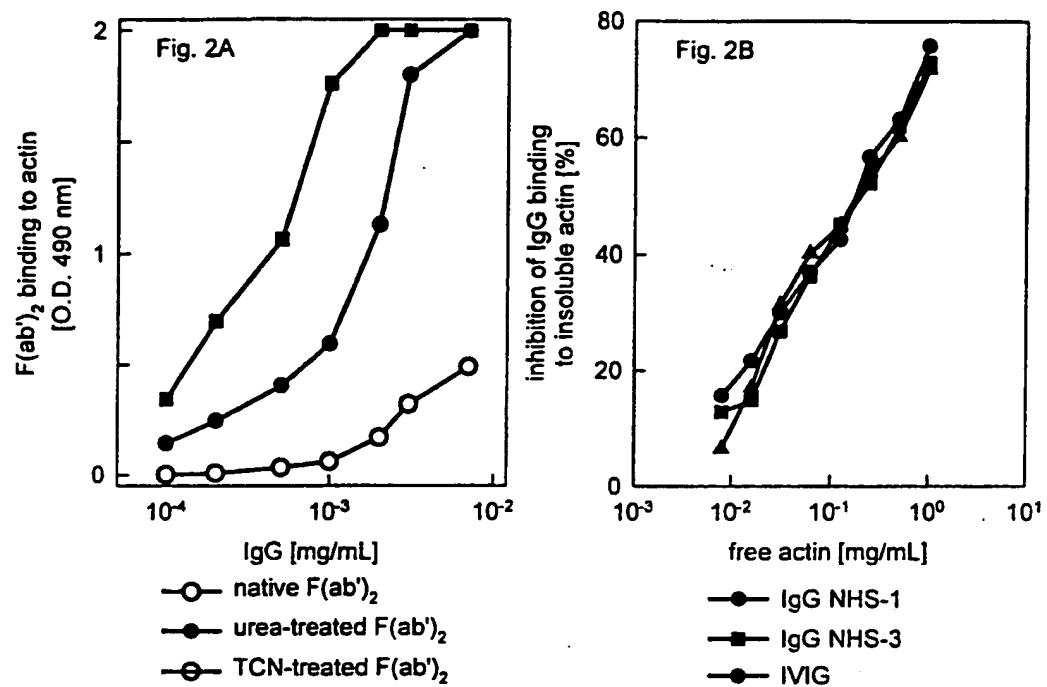 Fig. 2A
F(ab')2 binding to actin
[O.D. 490 nm]
2
1
0
10-4
10-3
10-2
IgG [mg/mL]
native F(ab')2
urea-treated F(ab')2
TCN-treated F(ab')2
Fig. 2B
inhibition of IgG binding
to insoluble actin [%]
80
60
40
20
0
10-3
10-2
10-1
100
101
free actin [mg/mL]
IgG NHS-1
IgG NHS-3
IVIG